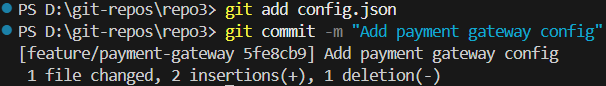 PS D:\git-repos\repo3> git add config.json
PS D:\git-repos\repo3> git commit -m "Add payment gateway config"
[feature/payment-gateway 5fe8cb9] Add payment gateway config
 1 file changed, 2 insertions(+), 1 deletion(-)